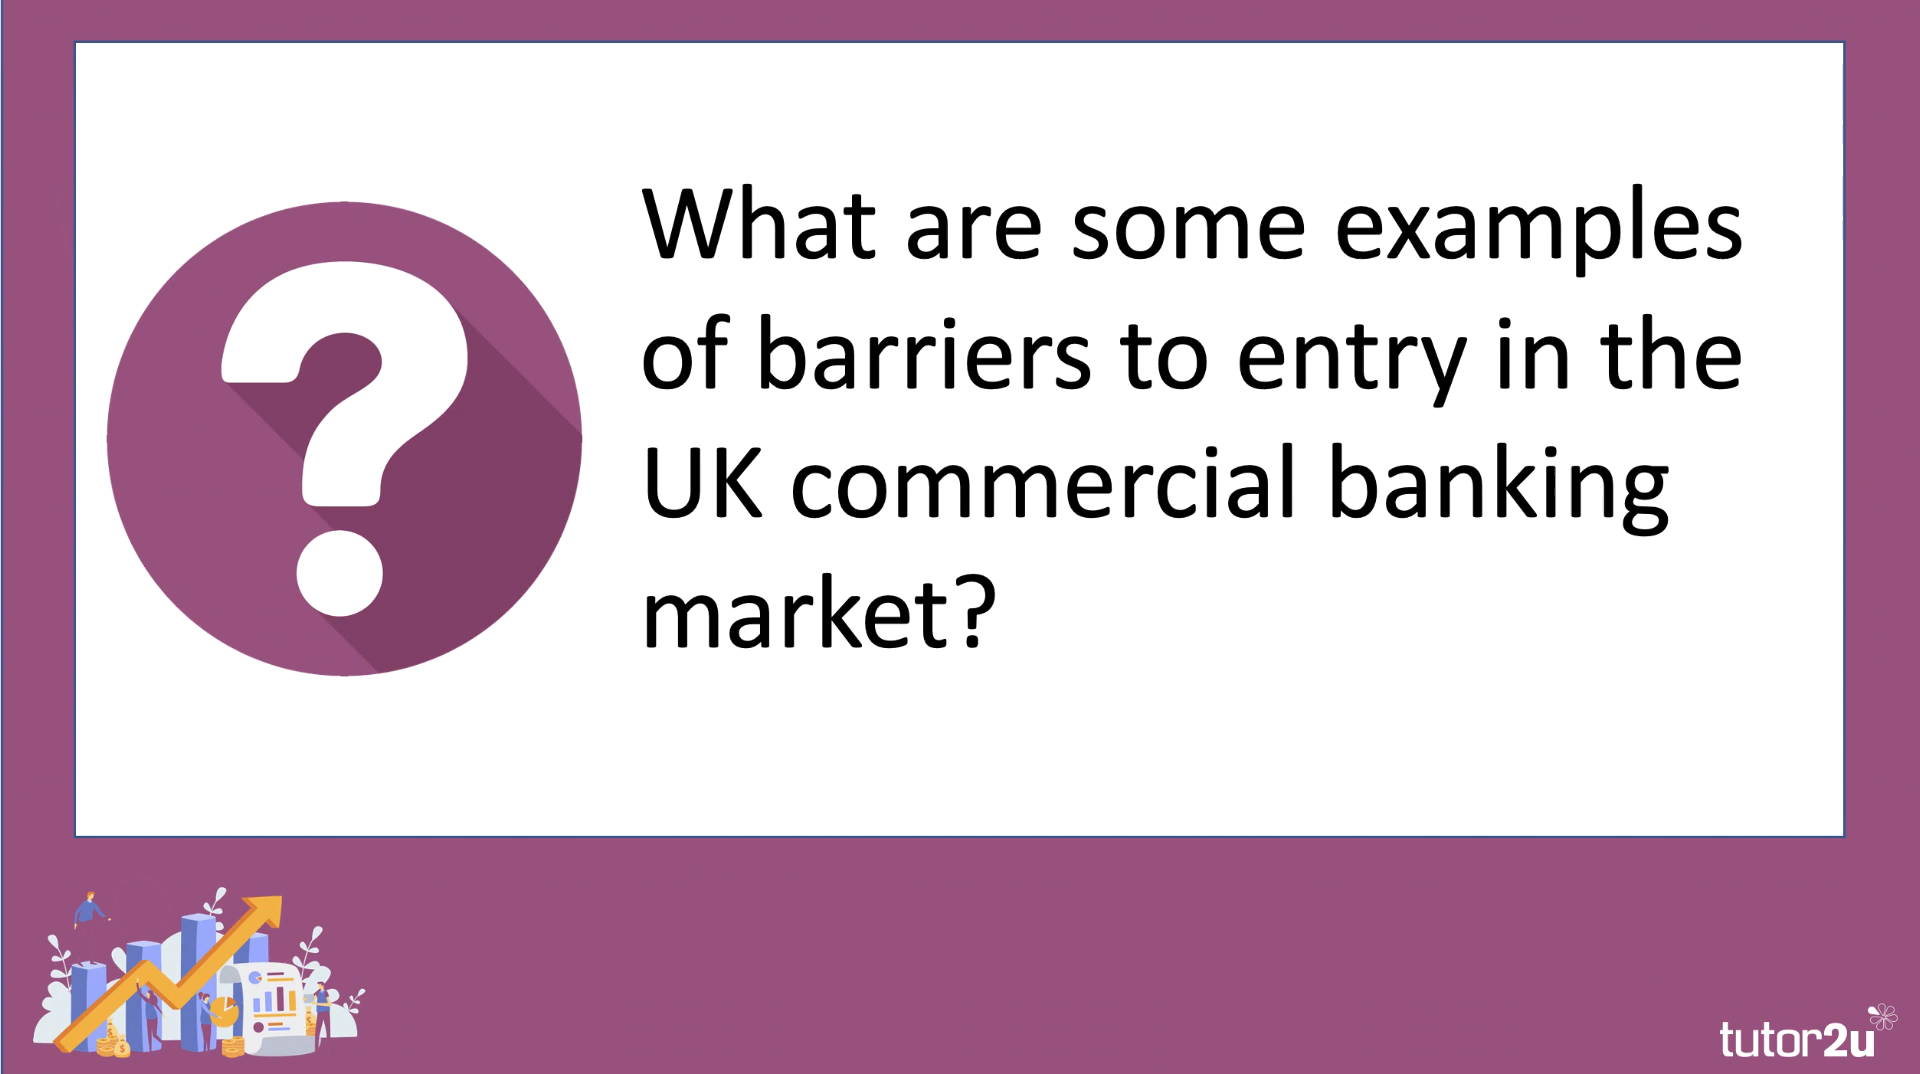 What are some examples
of barriers to entry in the
UK commercial banking
market?
tutor2u